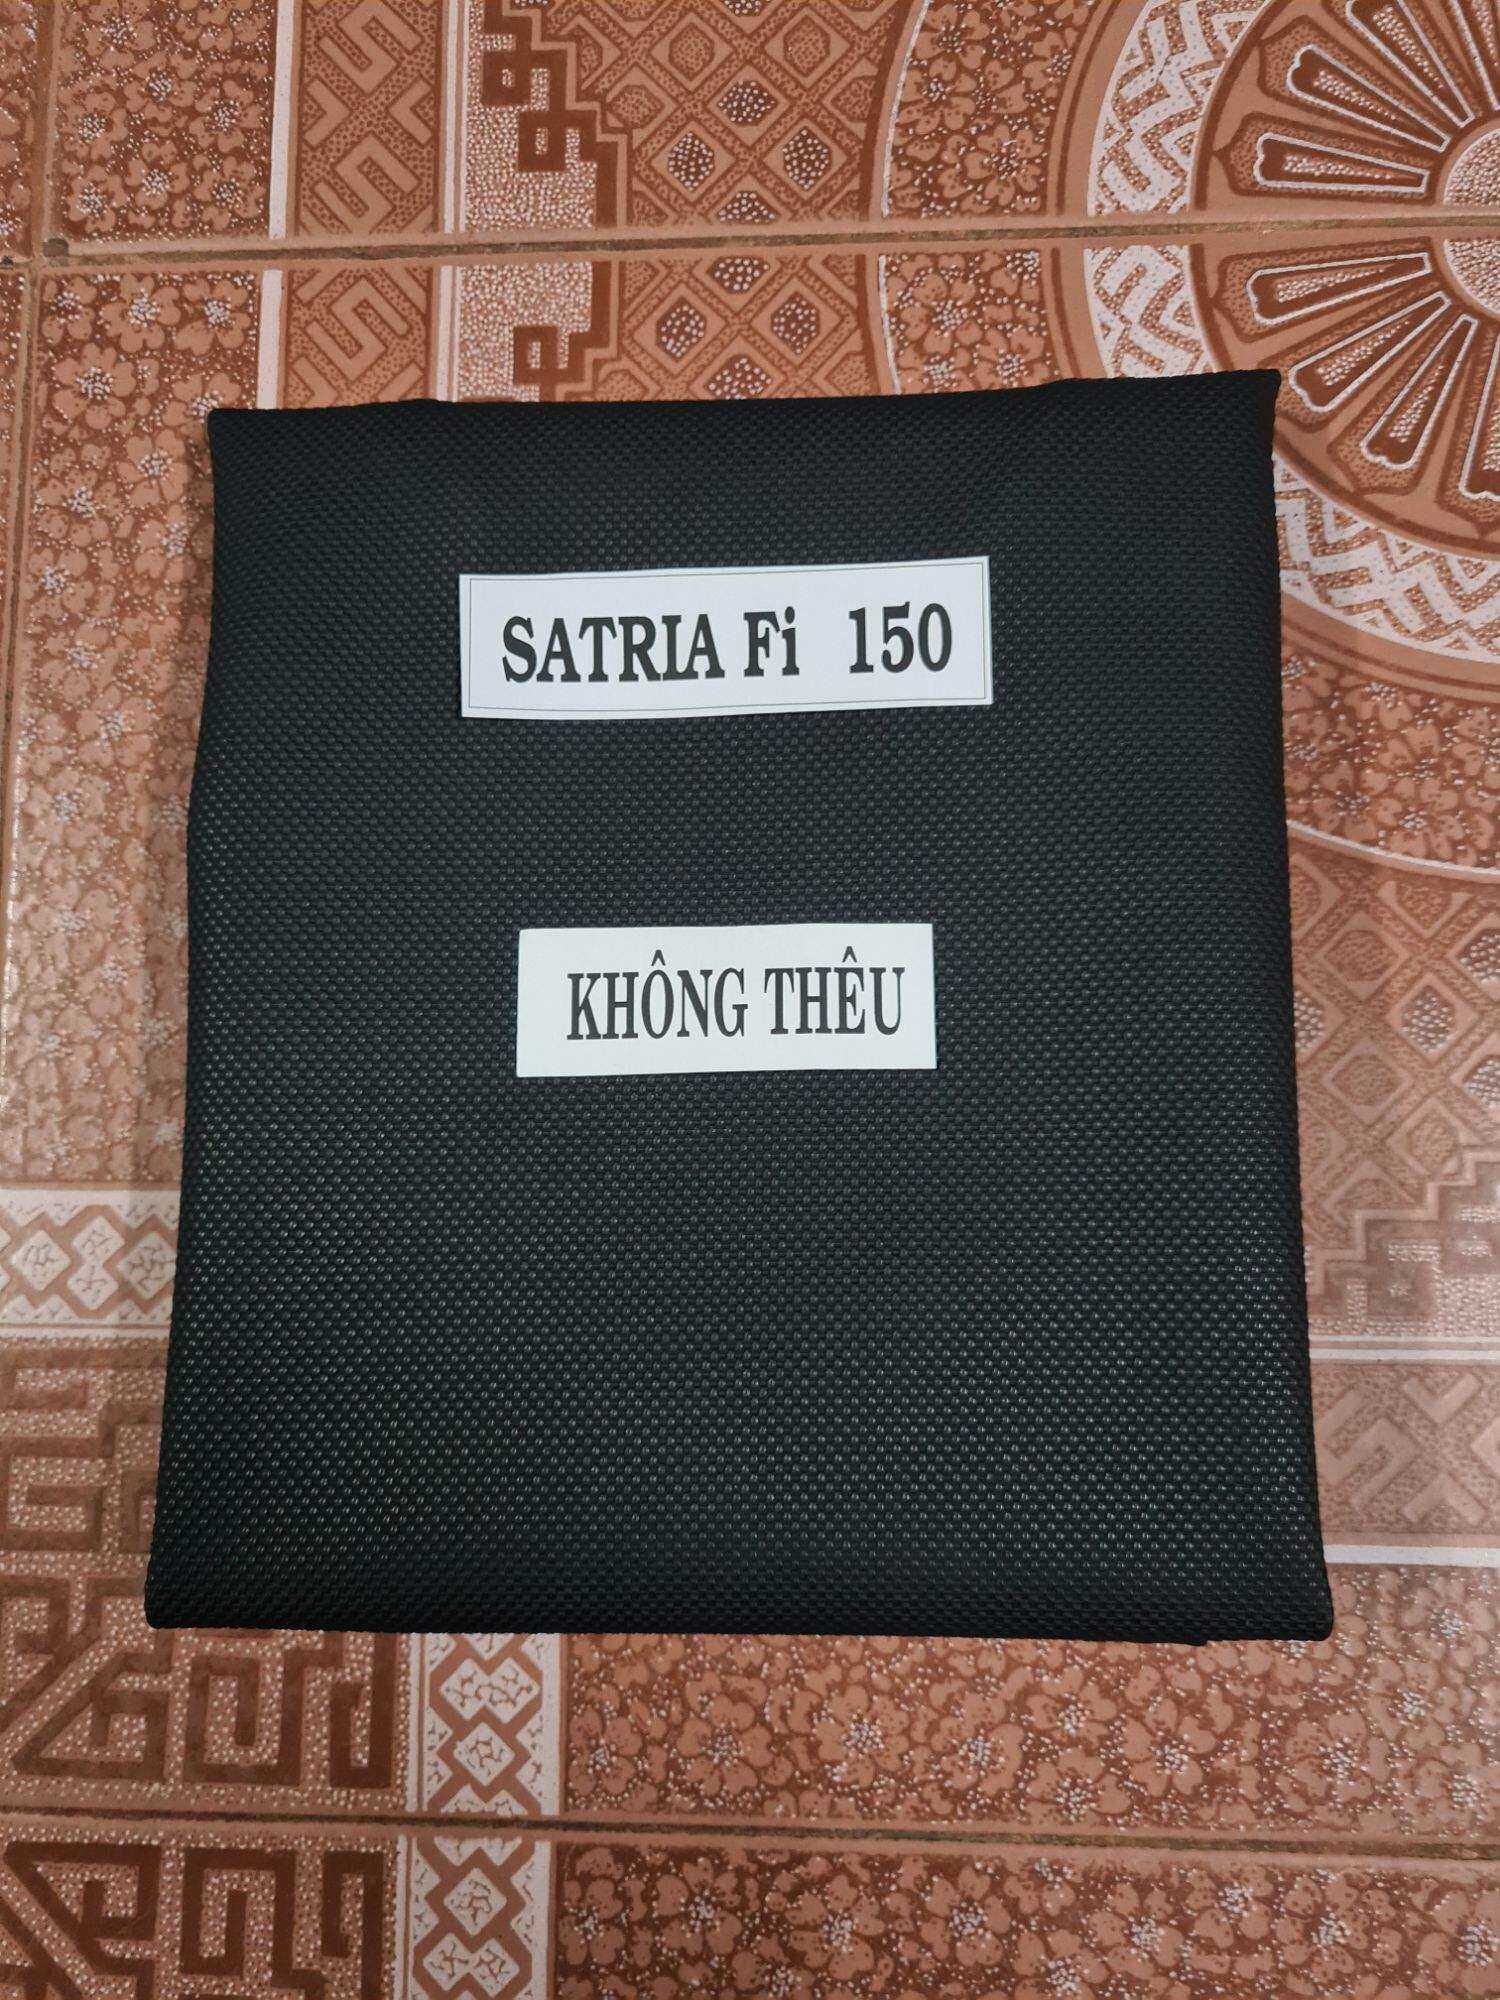 SATRIA Fi 150
KHÔNG THÊU